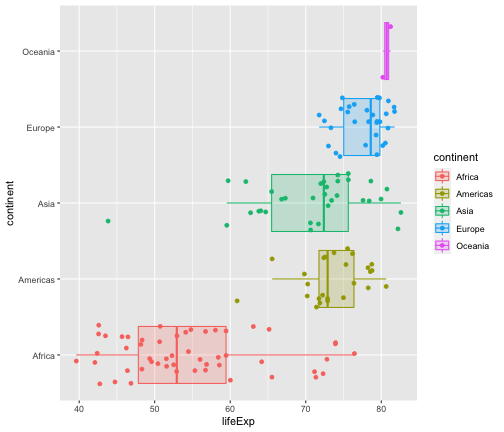 Oceania
Europe
Asia
Americas
Africa
continent
40 50 60 70 80
lifeExp
continent
Africa
Americas
Asia
Europe
Oceania